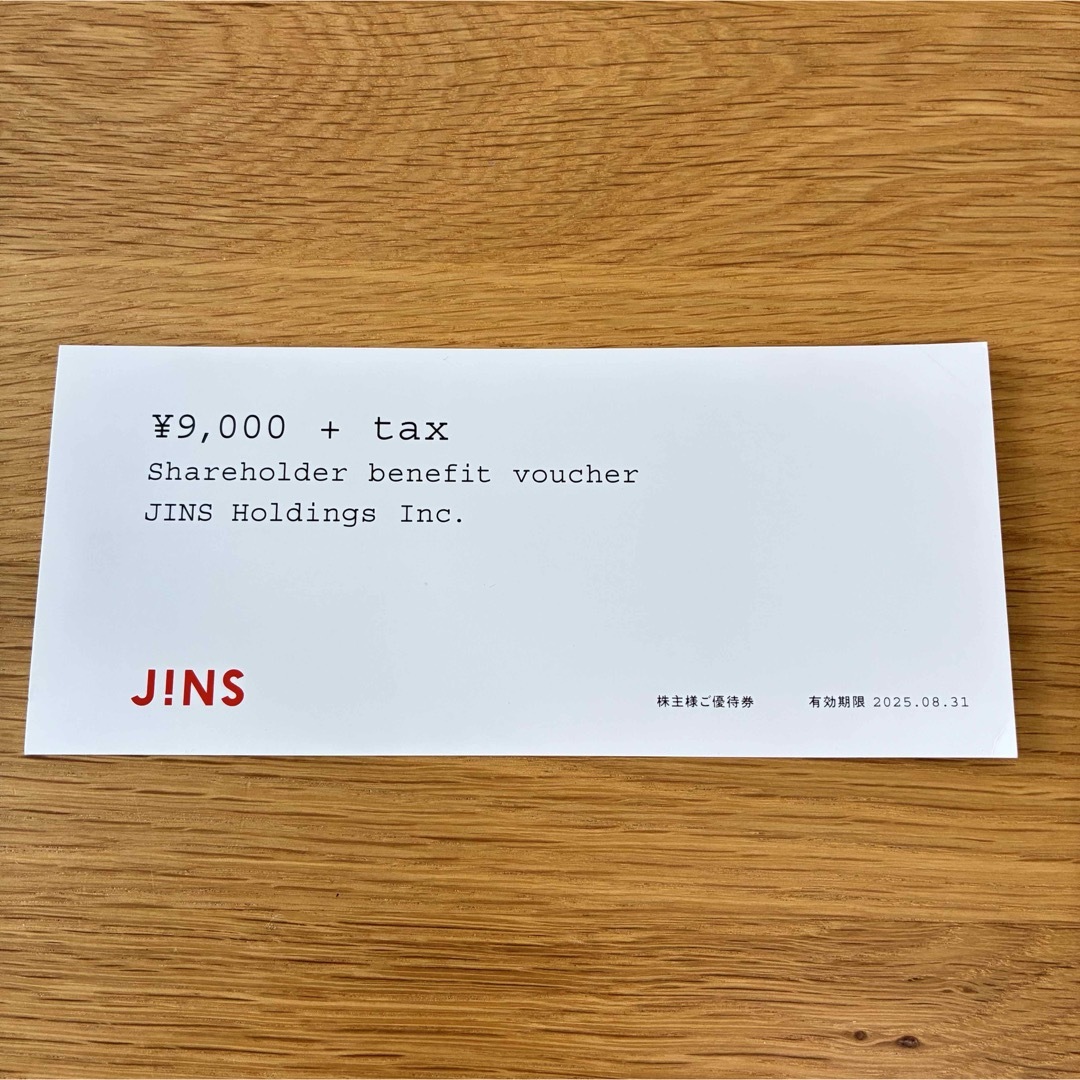 ¥9,000 + tax
Shareholder benefit voucher
JINS Holdings Inc.
J!NS
株主様ご優待券 有効期限 2025.08.31